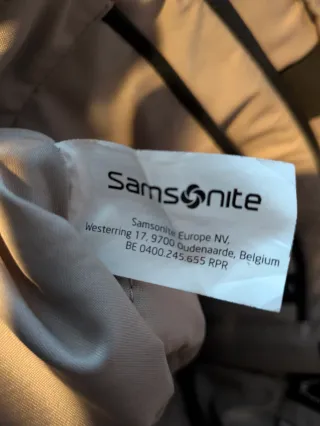 Samsonite
Samsonite Europe NV,
Westerring 17, 9700 Oudenaarde, Belgium
BE 0400.245.655 RPR